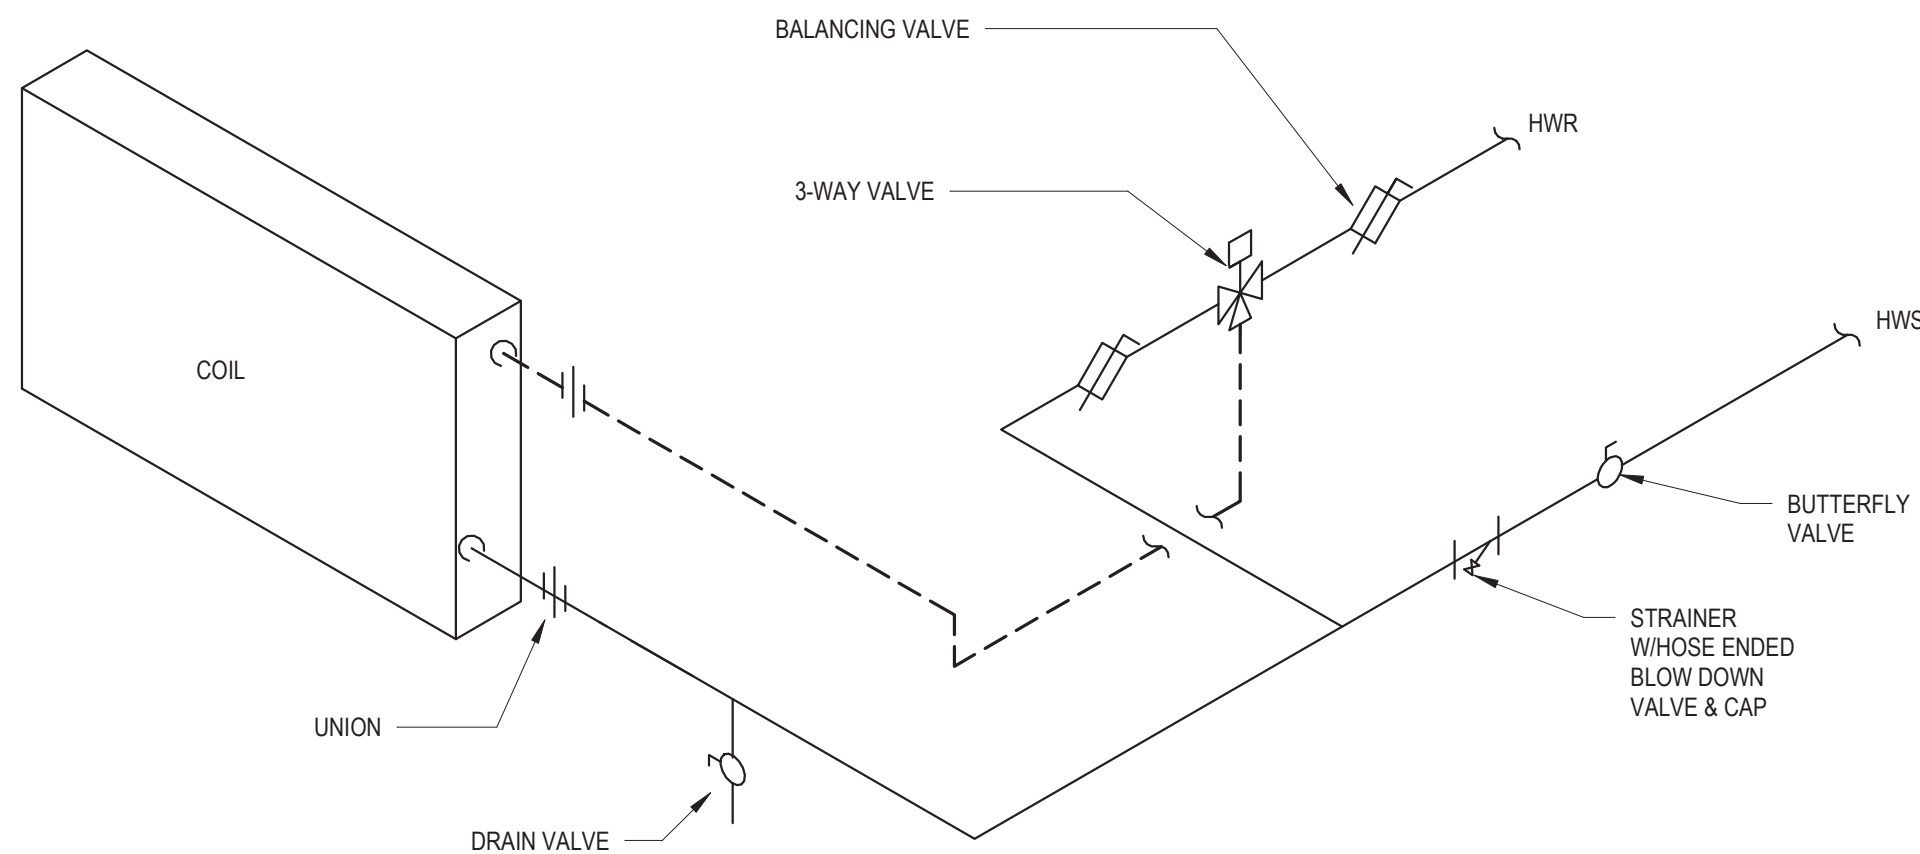 BALANCING VALVE
HWR
3-WAY VALVE
HWS
COIL
BUTTERFLY
VALVE
STRAINER
W/HOSE ENDED
BLOW DOWN
VALVE & CAP
UNION
DRAIN VALVE